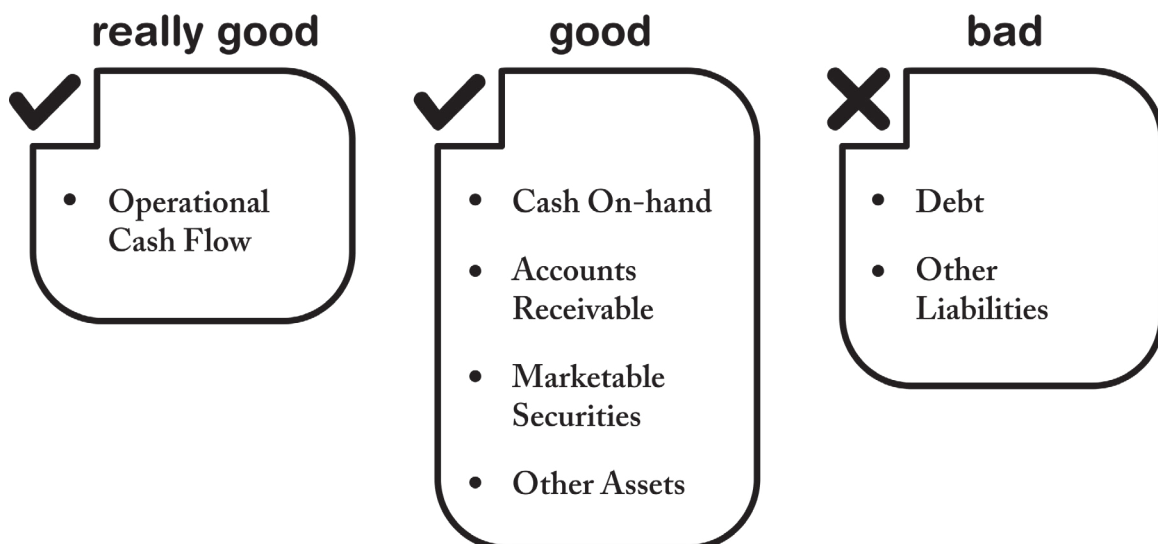 really good
• Operational
Cash Flow
good
• Cash On-hand
• Accounts
Receivable
• Marketable
Securities
• Other Assets
bad
• Debt
• Other
Liabilities